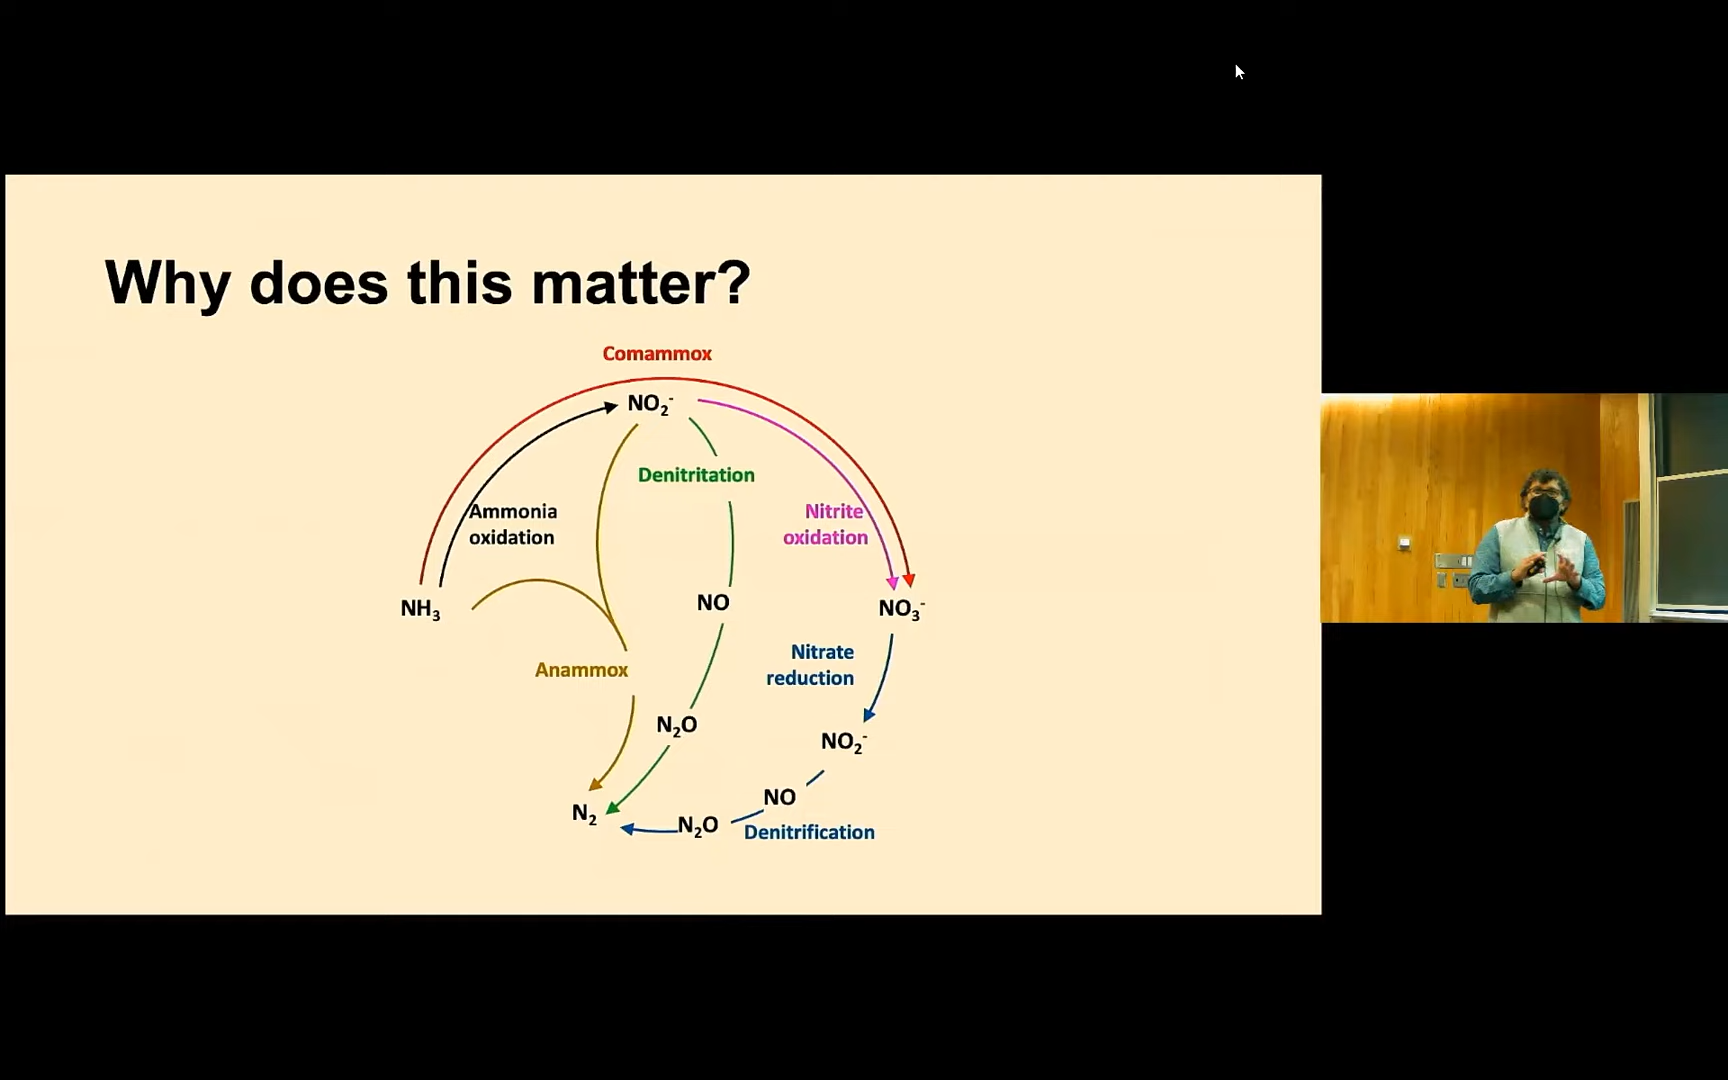 Why does this matter?
Comammox
NO₂⁻
Denitritation
Ammonia
oxidation
Nitrite
oxidation
NH₃
NO
NO₃⁻
Anammox
Nitrate
reduction
N₂O
NO₂⁻
N₂
NO
N₂O
Denitrification